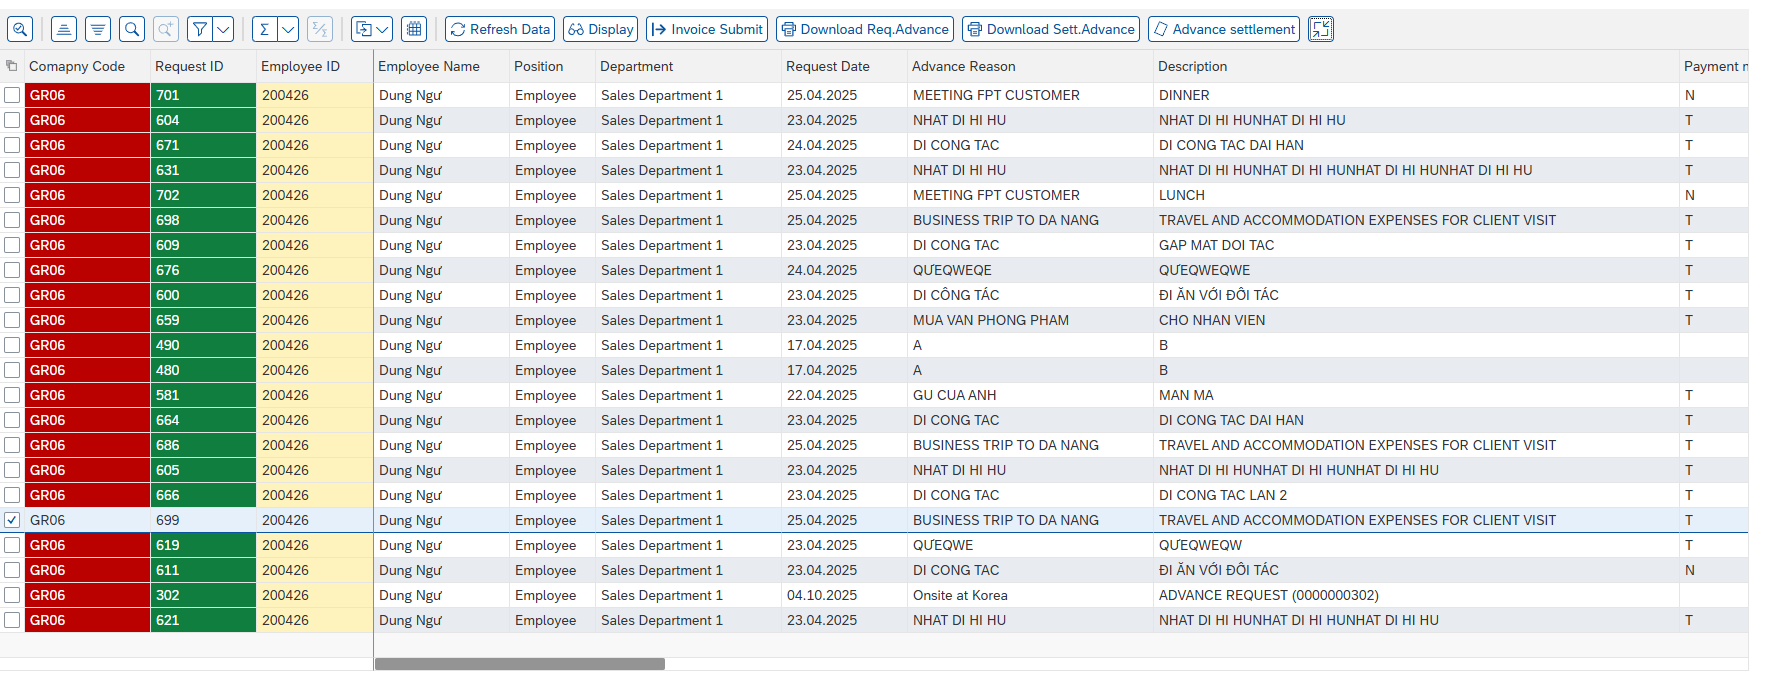 Refresh Data Display Invoice Submit Download Req.Advance Download Sett.Advance Advance settlement
Comapny Code Request ID Employee ID Employee Name Position Department Request Date Advance Reason Description Payment
GR06 701 200426 Dung Ngư Employee Sales Department 1 25.04.2025 MEETING FPT CUSTOMER DINNER N
GR06 604 200426 Dung Ngư Employee Sales Department 1 23.04.2025 NHAT DI HI HU NHAT DI HI HUNHAT DI HI HU T
GR06 671 200426 Dung Ngư Employee Sales Department 1 24.04.2025 DI CONG TAC DI CONG TAC DAI HAN T
GR06 631 200426 Dung Ngư Employee Sales Department 1 23.04.2025 NHAT DI HI HU NHAT DI HI HUNHAT DI HI HUNHAT DI HI HUNHAT DI HI HU T
GR06 702 200426 Dung Ngư Employee Sales Department 1 25.04.2025 MEETING FPT CUSTOMER LUNCH N
GR06 698 200426 Dung Ngư Employee Sales Department 1 25.04.2025 BUSINESS TRIP TO DA NANG TRAVEL AND ACCOMMODATION EXPENSES FOR CLIENT VISIT T
GR06 609 200426 Dung Ngư Employee Sales Department 1 23.04.2025 DI CONG TAC GAP MAT DOI TAC T
GR06 676 200426 Dung Ngư Employee Sales Department 1 24.04.2025 QƯEQWEQE QƯEQWEQWE T
GR06 600 200426 Dung Ngư Employee Sales Department 1 23.04.2025 DI CÔNG TÁC ĐI ĂN VỚI ĐÔI TÁC T
GR06 659 200426 Dung Ngư Employee Sales Department 1 23.04.2025 MUA VAN PHONG PHAM CHO NHAN VIEN T
GR06 490 200426 Dung Ngư Employee Sales Department 1 17.04.2025 A B
GR06 480 200426 Dung Ngư Employee Sales Department 1 17.04.2025 A B
GR06 581 200426 Dung Ngư Employee Sales Department 1 22.04.2025 GU CUA ANH MAN MA T
GR06 664 200426 Dung Ngư Employee Sales Department 1 23.04.2025 DI CONG TAC DI CONG TAC DAI HAN T
GR06 686 200426 Dung Ngư Employee Sales Department 1 25.04.2025 BUSINESS TRIP TO DA NANG TRAVEL AND ACCOMMODATION EXPENSES FOR CLIENT VISIT T
GR06 605 200426 Dung Ngư Employee Sales Department 1 23.04.2025 NHAT DI HI HU NHAT DI HI HUNHAT DI HI HUNHAT DI HI HU T
GR06 666 200426 Dung Ngư Employee Sales Department 1 23.04.2025 DI CONG TAC DI CONG TAC LAN 2 T
GR06 699 200426 Dung Ngư Employee Sales Department 1 25.04.2025 BUSINESS TRIP TO DA NANG TRAVEL AND ACCOMMODATION EXPENSES FOR CLIENT VISIT T
GR06 619 200426 Dung Ngư Employee Sales Department 1 23.04.2025 QƯEQWE QƯEQWEQW T
GR06 611 200426 Dung Ngư Employee Sales Department 1 23.04.2025 DI CONG TAC ĐI ĂN VỚI ĐÔI TÁC N
GR06 302 200426 Dung Ngư Employee Sales Department 1 04.10.2025 Onsite at Korea ADVANCE REQUEST (0000000302)
GR06 621 200426 Dung Ngư Employee Sales Department 1 23.04.2025 NHAT DI HI HU NHAT DI HI HUNHAT DI HI HUNHAT DI HI HU T